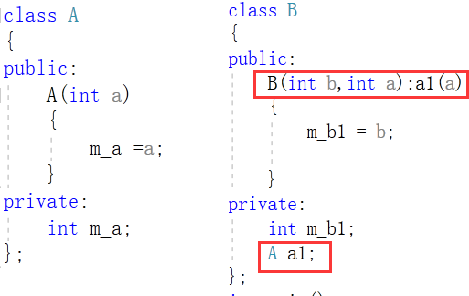 class A
{
public:
A(int a)
{
m_a =a;
}
private:
int m_a;
};
class B
{
public:
B(int b,int a):a1(a)
{
m_b1 = b;
}
private:
int m_b1;
A a1;
};